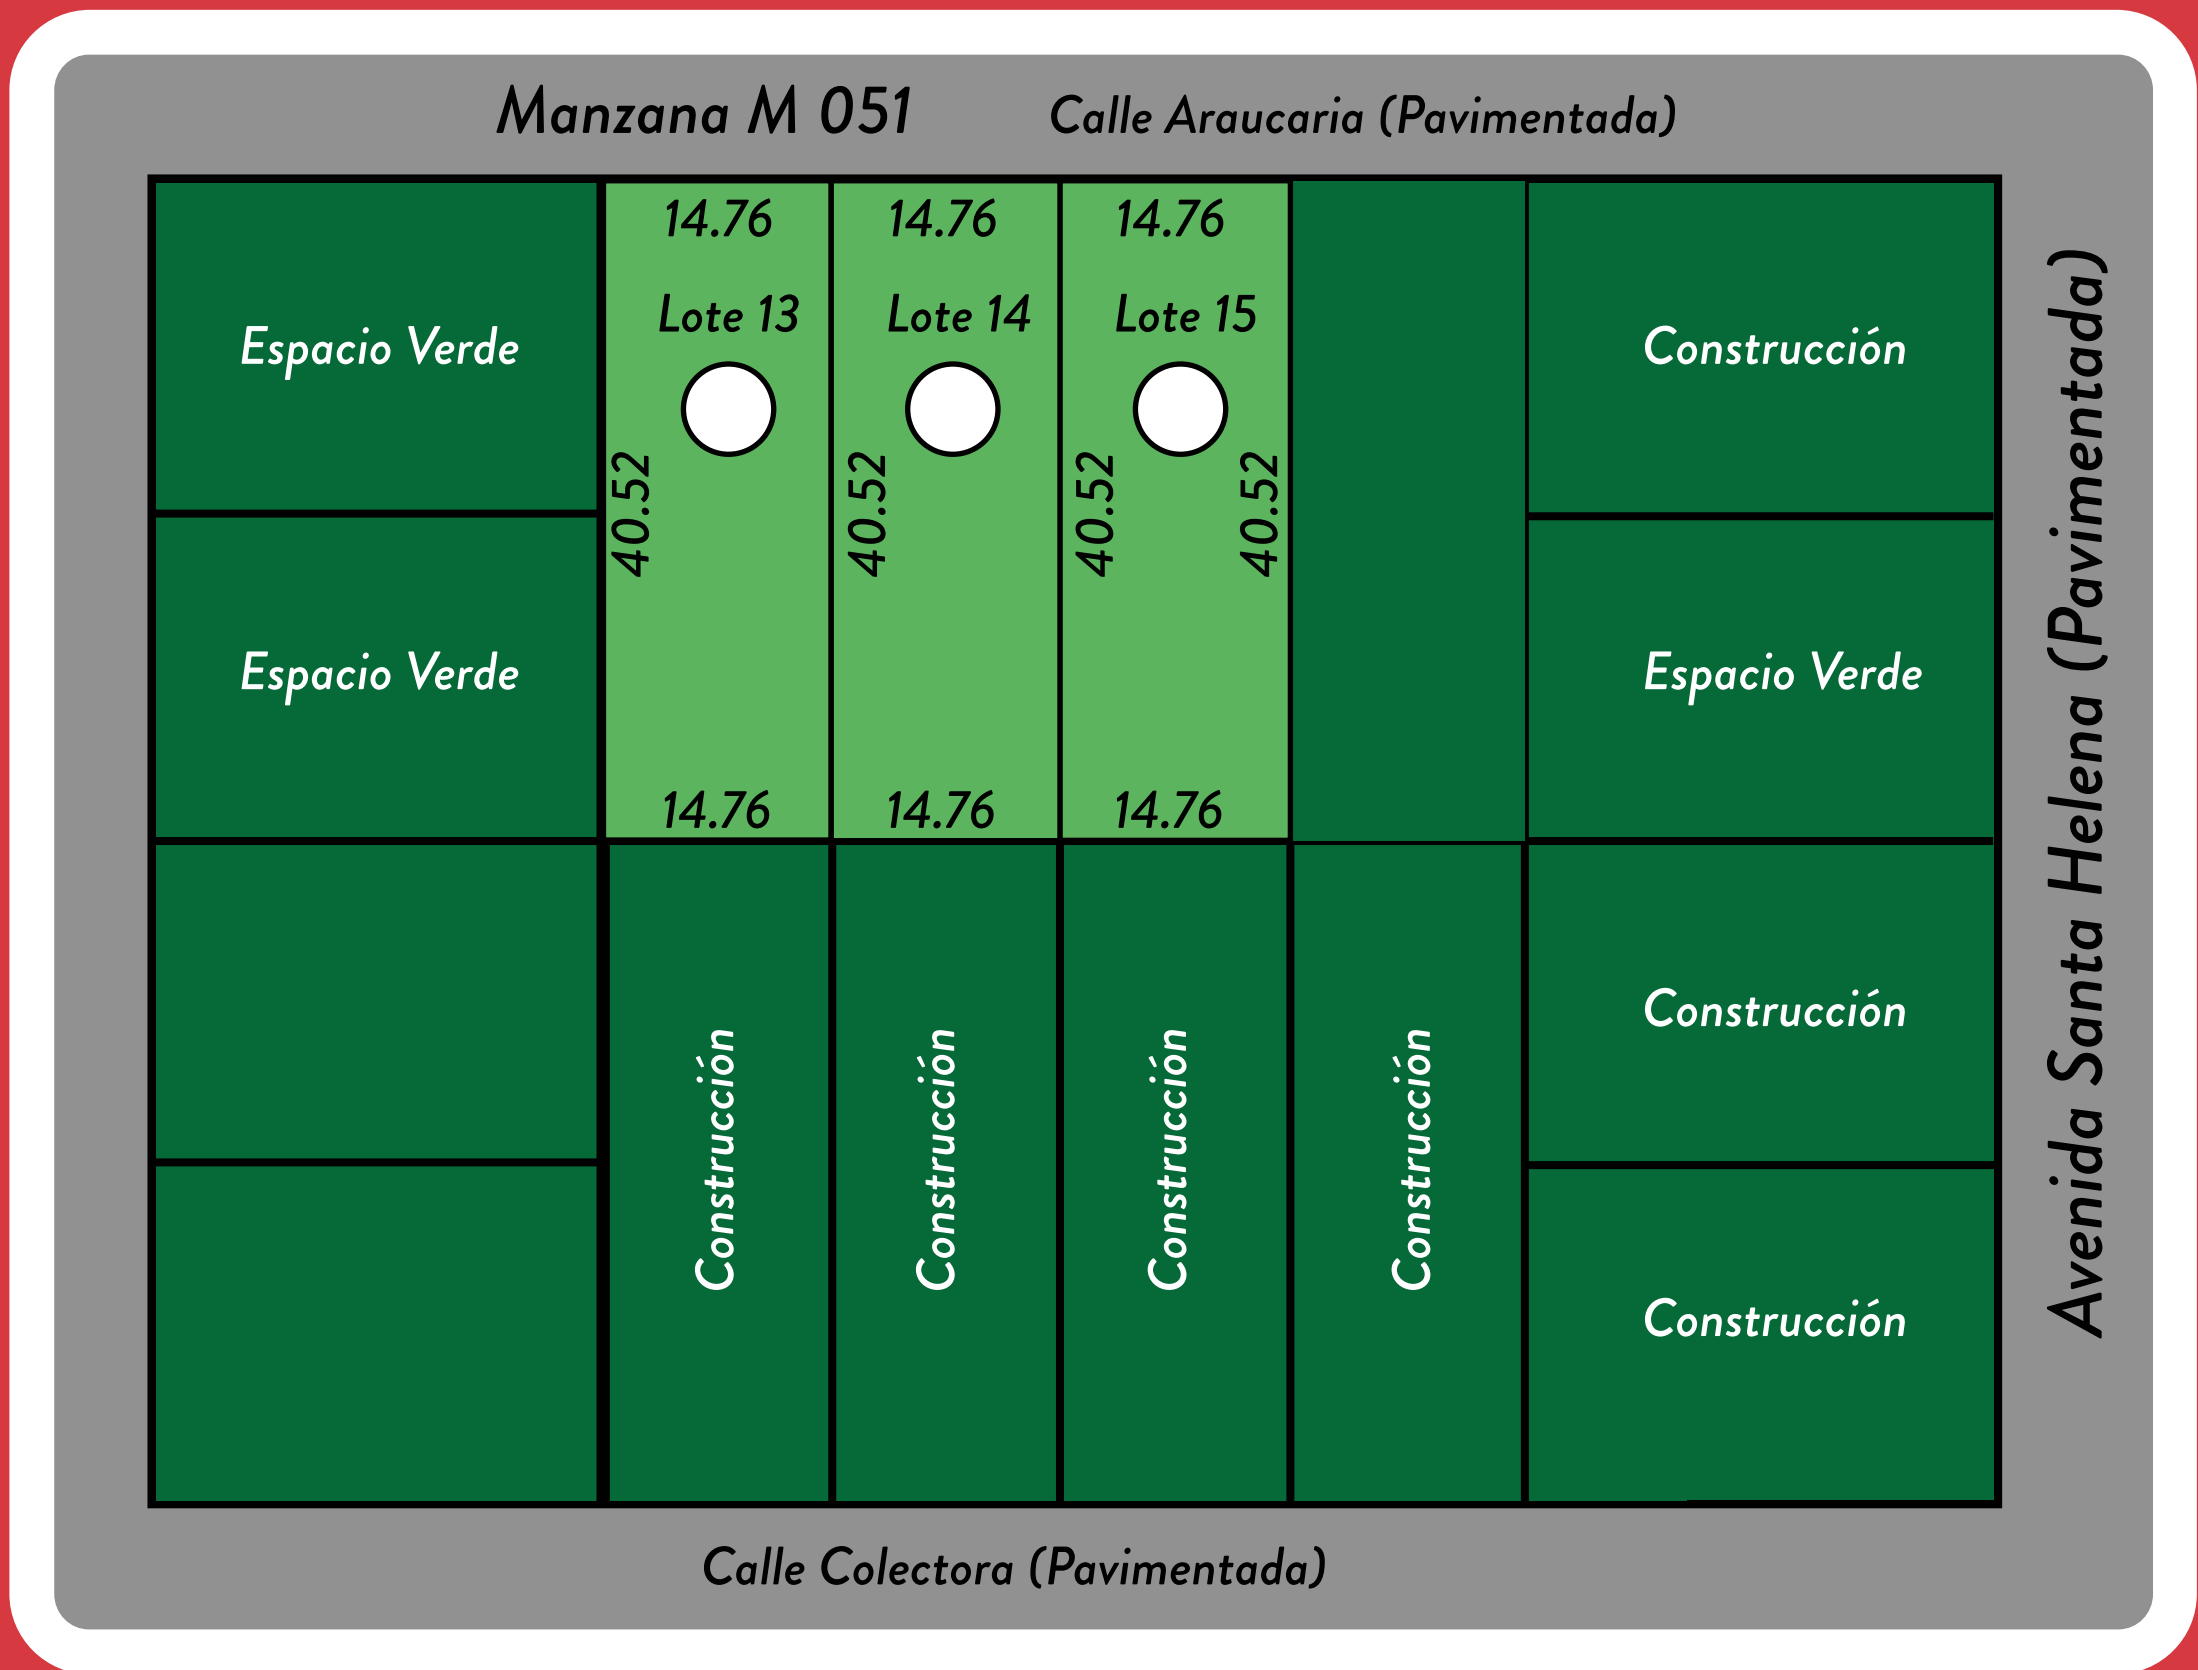 Manzana M 051
Calle Araucaria (Pavimentada)
14.76
14.76
14.76
Lote 13
Lote 14
Lote 15
Espacio Verde
Construcción
40.52
40.52
40.52
40.52
Espacio Verde
Espacio Verde
14.76
14.76
14.76
Avenida Santa Helena (Pavimentada)
Construcción
Construcción
Construcción
Construcción
Construcción
Construcción
Calle Colectora (Pavimentada)